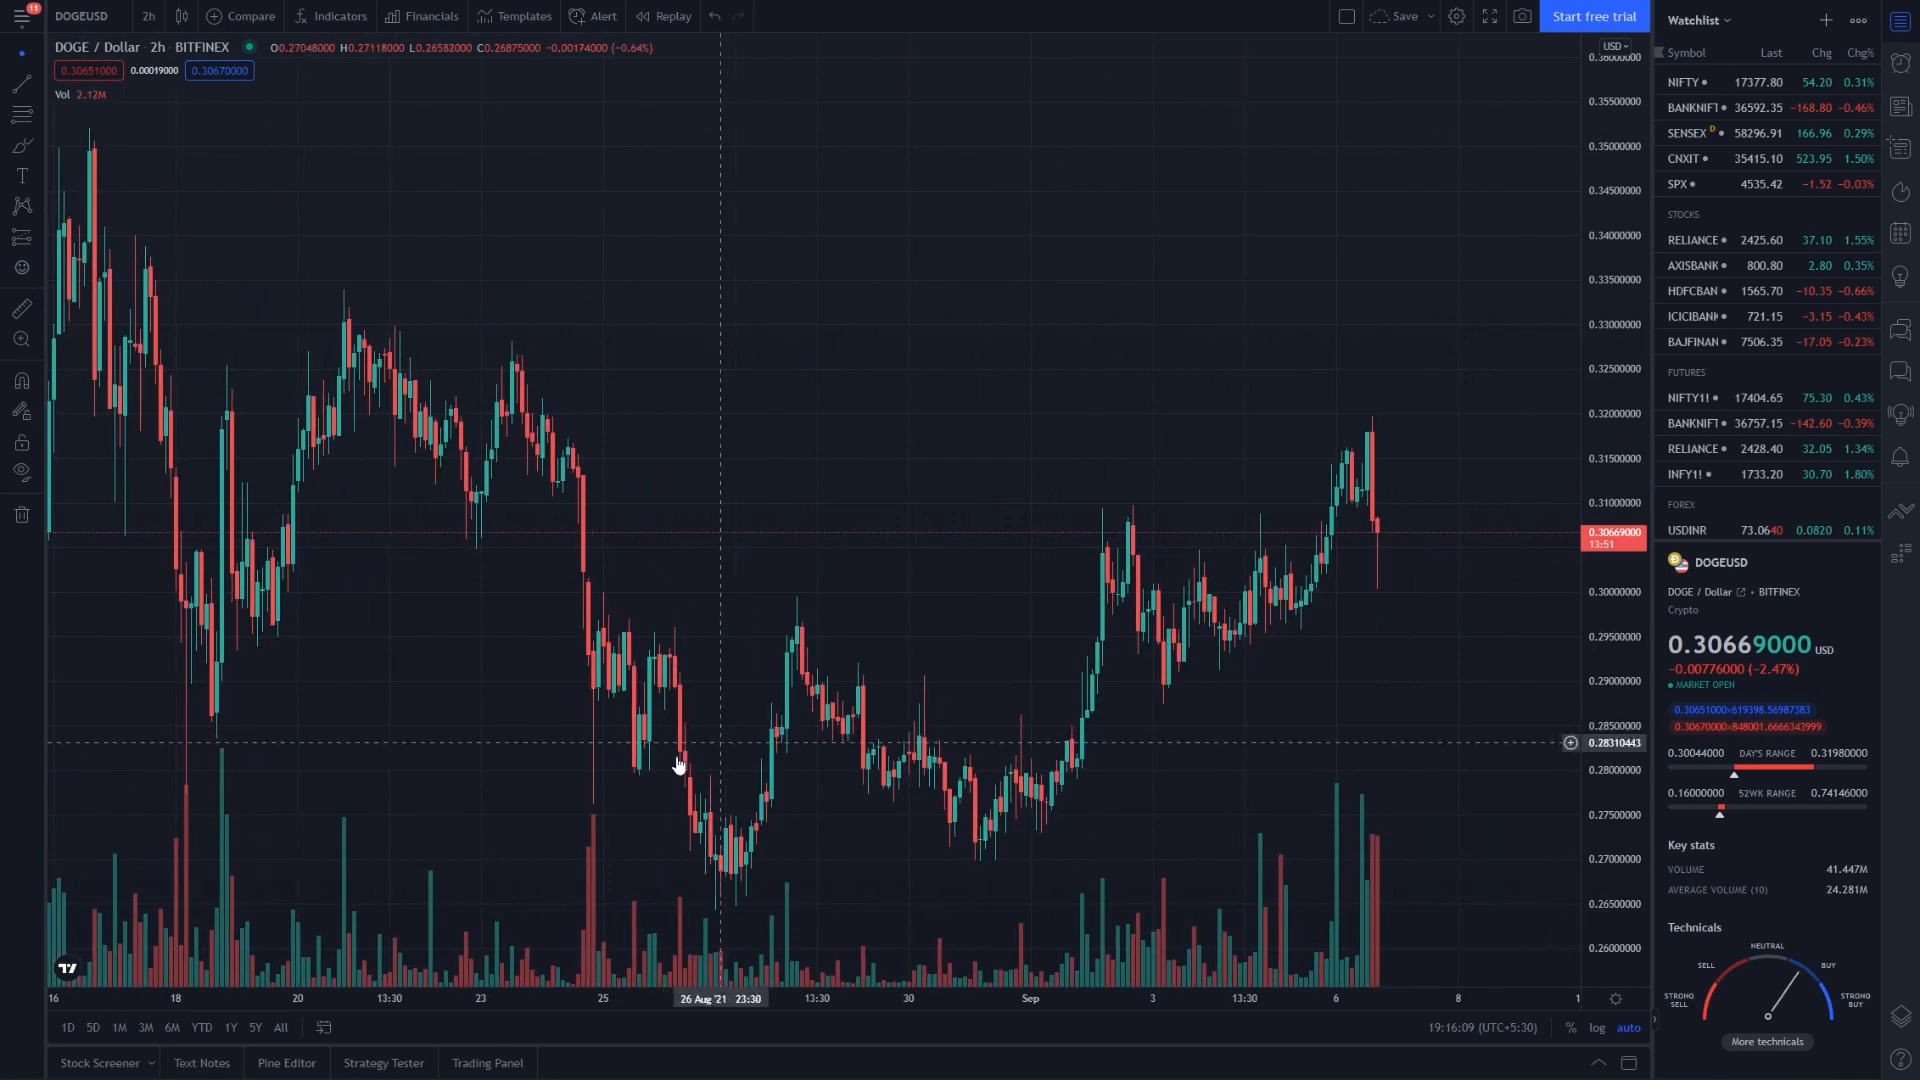 11
DOGEUSD 2h Compare Indicators Financials Templates Alert Replay Save Start free trial
DOGE / Dollar · 2h · BITFINEX O0.27048000 H0.27118000 L0.26582000 C0.26875000 −0.00174000 (−0.64%)
0.30651000 0.00019000 0.30670000
Vol 2.12M
USD
0.36000000
0.35500000
0.35000000
0.34500000
0.34000000
0.33500000
0.33000000
0.32500000
0.32000000
0.31500000
0.31000000
0.30669000
13:51
0.30000000
0.29500000
0.29000000
0.28500000
0.28310443
0.28000000
0.27500000
0.27000000
0.26500000
0.26000000
16 18 20 13:30 23 25 26 Aug '21 23:30 13:30 30 Sep 3 13:30 6 8 1
1D 5D 1M 3M 6M YTD 1Y 5Y All 19:16:09 (UTC+5:30) % log auto
Stock Screener Text Notes Pine Editor Strategy Tester Trading Panel
Watchlist
Symbol Last Chg Chg%
NIFTY 17377.80 54.20 0.31%
BANKNIFT 36592.35 −168.80 −0.46%
SENSEX D 58296.91 166.96 0.29%
CNXIT 35415.10 523.95 1.50%
SPX 4535.42 −1.52 −0.03%
STOCKS
RELIANCE 2425.60 37.10 1.55%
AXISBANK 800.80 2.80 0.35%
HDFCBAN 1565.70 −10.35 −0.66%
ICICIBANK 721.15 −3.15 −0.43%
BAJFINAN 7506.35 −17.05 −0.23%
FUTURES
NIFTY1! 17404.65 75.30 0.43%
BANKNIFT 36757.15 −142.60 −0.39%
RELIANCE 2428.40 32.05 1.34%
INFY1! 1733.20 30.70 1.80%
FOREX
USDINR 73.0640 0.0820 0.11%
DOGEUSD
DOGE / Dollar • BITFINEX
Crypto
0.30669000 USD
−0.00776000 (−2.47%)
MARKET OPEN
0.30651000×619398.56987383
0.30670000×848001.6666343999
0.30044000 DAY'S RANGE 0.31980000
0.16000000 52WK RANGE 0.74146000
Key stats
VOLUME 41.447M
AVERAGE VOLUME (10) 24.281M
Technicals
NEUTRAL
SELL BUY
STRONG SELL STRONG BUY
More technicals